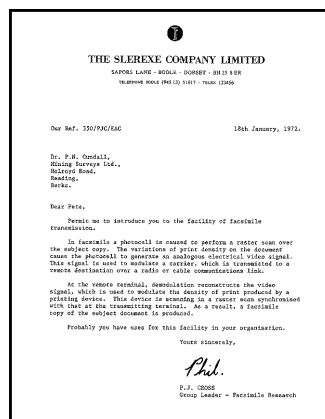 THE SLEREXE COMPANY LIMITED
SAPORS LANE - BOOLE - DORSET - BH 25 8 ER
TELEPHONE BOOLE (945 13) 51617 - TELEX 123456
Our Ref. 350/PJC/EAC 18th January, 1972.
Dr. P.N. Cundall,
Mining Surveys Ltd.,
Holroyd Road,
Reading,
Berks.
Dear Pete,
Permit me to introduce you to the facility of facsimile
transmission.
In facsimile a photocell is caused to perform a raster scan over
the subject copy. The variations of print density on the document
cause the photocell to generate an analogous electrical video signal.
This signal is used to modulate a carrier, which is transmitted to a
remote destination over a radio or cable communications link.
At the remote terminal, demodulation reconstructs the video
signal, which is used to modulate the density of print produced by a
printing device. This device is scanning in a raster scan synchronised
with that at the transmitting terminal. As a result, a facsimile
copy of the subject document is produced.
Probably you have uses for this facility in your organisation.
Yours sincerely,
Phil.
P.J. CROSS
Group Leader - Facsimile Research